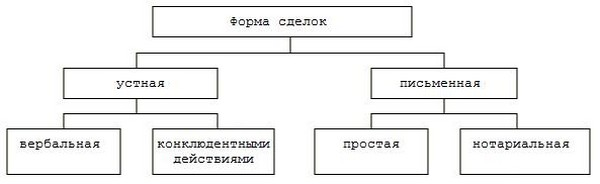 Форма сделок
устная
письменная
вербальная
конклюдентными
действиями
простая
нотариальная